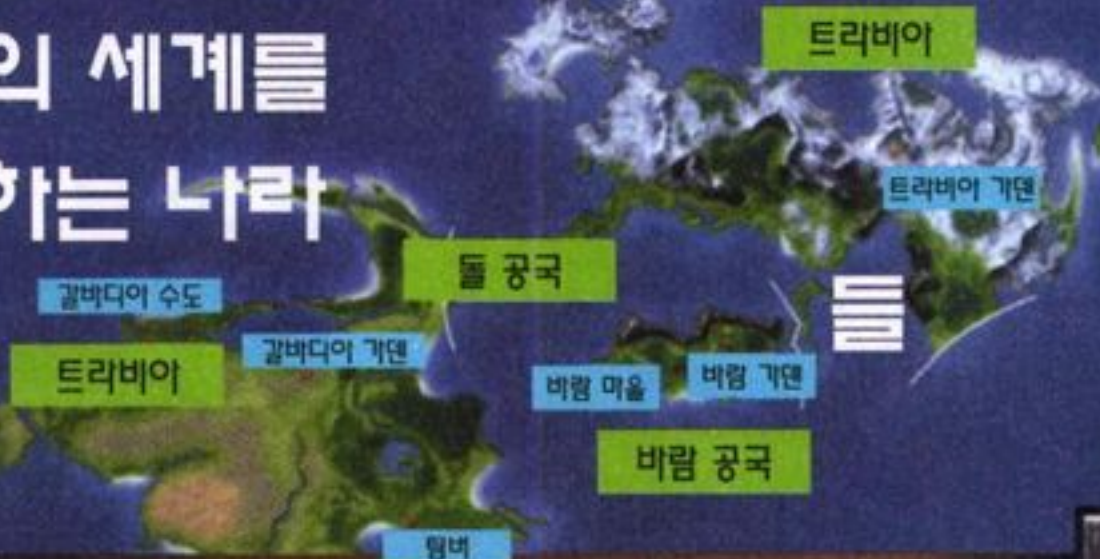 의 세계를
하는 나라
들
트라비아
트라비아 가덴
돌 공국
갈바디아 수도
갈바디아 가덴
트라비아
바람 마을
바람 가덴
바람 공국
팀버